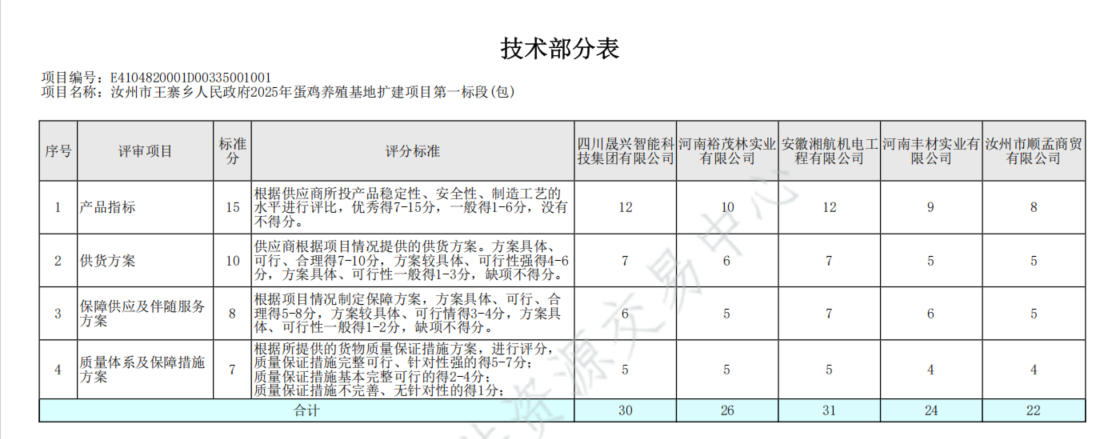 技术部分表
项目编号：E4104820001D00335001001
项目名称：汝州市王寨乡人民政府2025年蛋鸡养殖基地扩建项目第一标段(包)
序号 评审项目 标准分 评分标准 四川晟兴智能科技集团有限公司 河南裕茂林实业有限公司 安徽湘航机电工程有限公司 河南丰材实业有限公司 汝州市顺孟商贸有限公司
1 产品指标 15 根据供应商所投产品稳定性、安全性、制造工艺的
水平进行评比，优秀得7-15分，一般得1-6分，没有
不得分。 12 10 12 9 8
2 供货方案 10 供应商根据项目情况提供的供货方案。方案具体、
可行、合理得7-10分，方案较具体、可行性强得4-6
分，方案具体、可行性一般得1-3分，缺项不得分。 7 6 7 5 5
3 保障供应及伴随服务方案 8 根据项目情况制定保障方案，方案具体、可行、合
理得5-8分，方案较具体、可行情得3-4分，方案具
体、可行性一般得1-2分，缺项不得分。 6 5 7 6 5
4 质量体系及保障措施方案 7 根据所提供的货物质量保证措施方案，进行评分，
质量保证措施完整可行、针对性强的得5-7分；
质量保证措施基本完整可行的得2-4分；
质量保证措施不完善、无针对性的得1分； 5 5 5 4 4
合计 30 26 31 24 22
资源交易中心